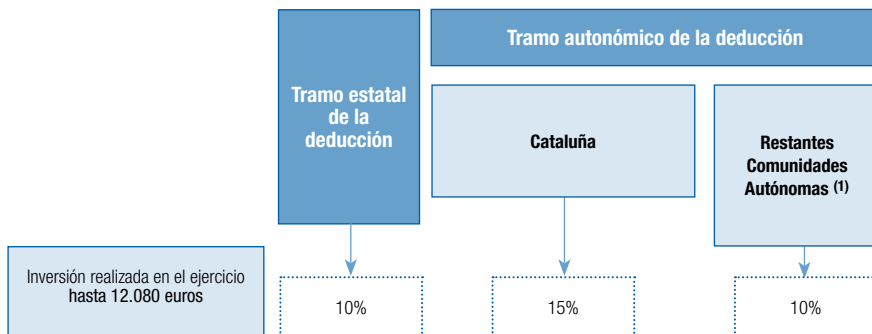 Tramo autonómico de la deducción
Tramo estatal
de la
deducción
Cataluña
Restantes
Comunidades
Autónomas (1)
Inversión realizada en el ejercicio
hasta 12.080 euros
10%
15%
10%